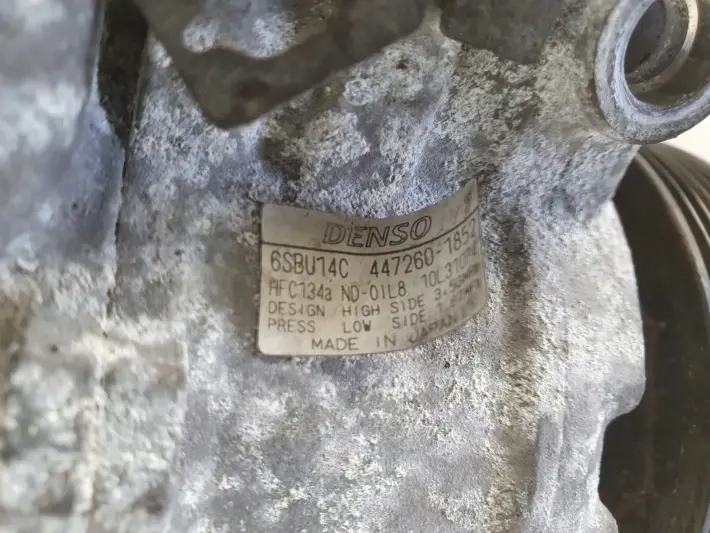 DENSO
6SBU14C 447260-1852
HFC134a ND-OIL8
DESIGN HIGH SIDE
PRESS LOW SIDE
MADE IN JAPAN